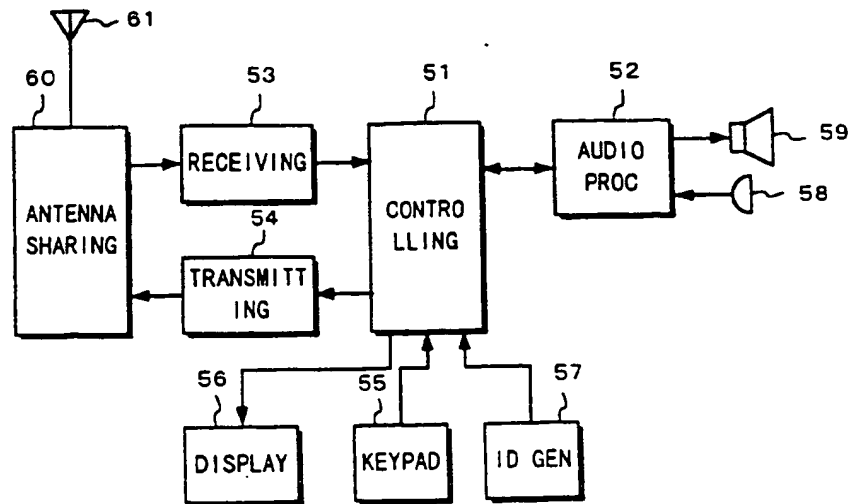 61
60
53
51
52
RECEIVING
AUDIO
PROC
59
ANTENNA
SHARING
CONTRO
LLING
58
54
TRANSMITT
ING
56
55
57
DISPLAY
KEYPAD
ID GEN